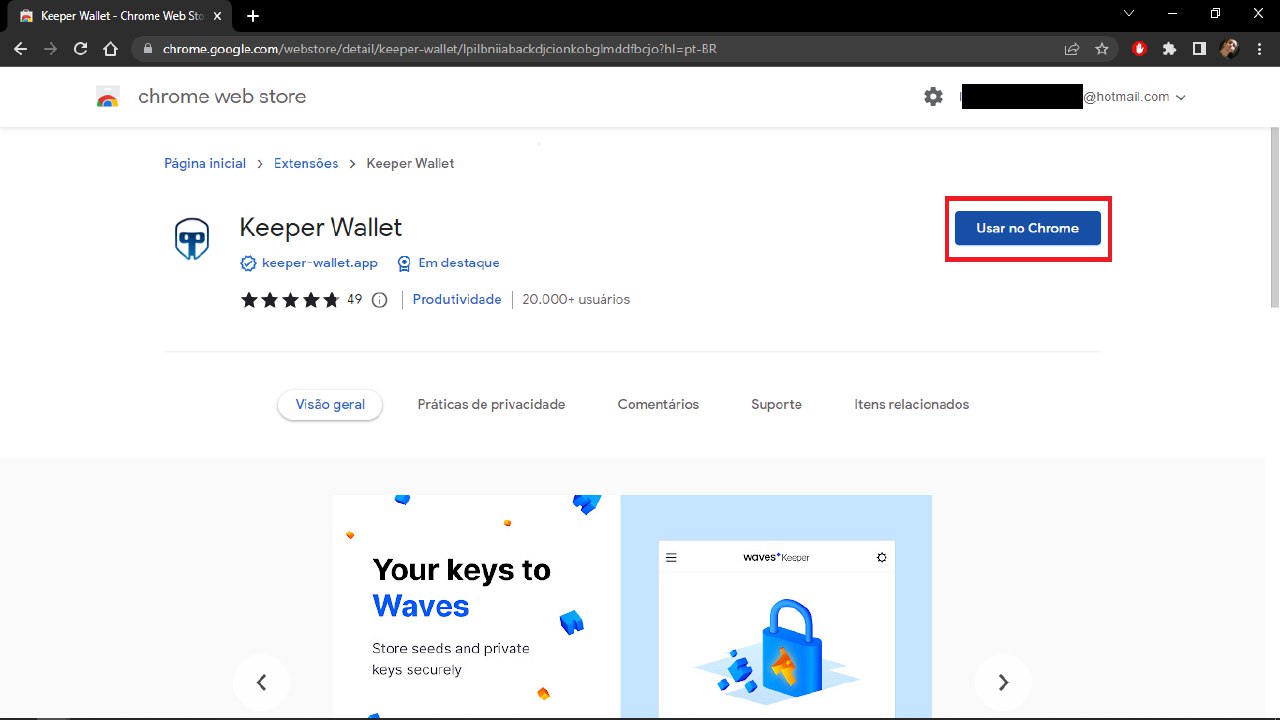 Keeper Wallet - Chrome Web Sto
chrome.google.com/webstore/detail/keeper-wallet/lpilbniiabackdjcionkobglmddfbcjo?hl=pt-BR
chrome web store
@hotmail.com
Página inicial > Extensões > Keeper Wallet
Keeper Wallet
Usar no Chrome
keeper-wallet.app Em destaque
49 Produtividade 20.000+ usuários
Visão geral Práticas de privacidade Comentários Suporte Itens relacionados
Your keys to
Waves
Store seeds and private
keys securely
waves Keeper